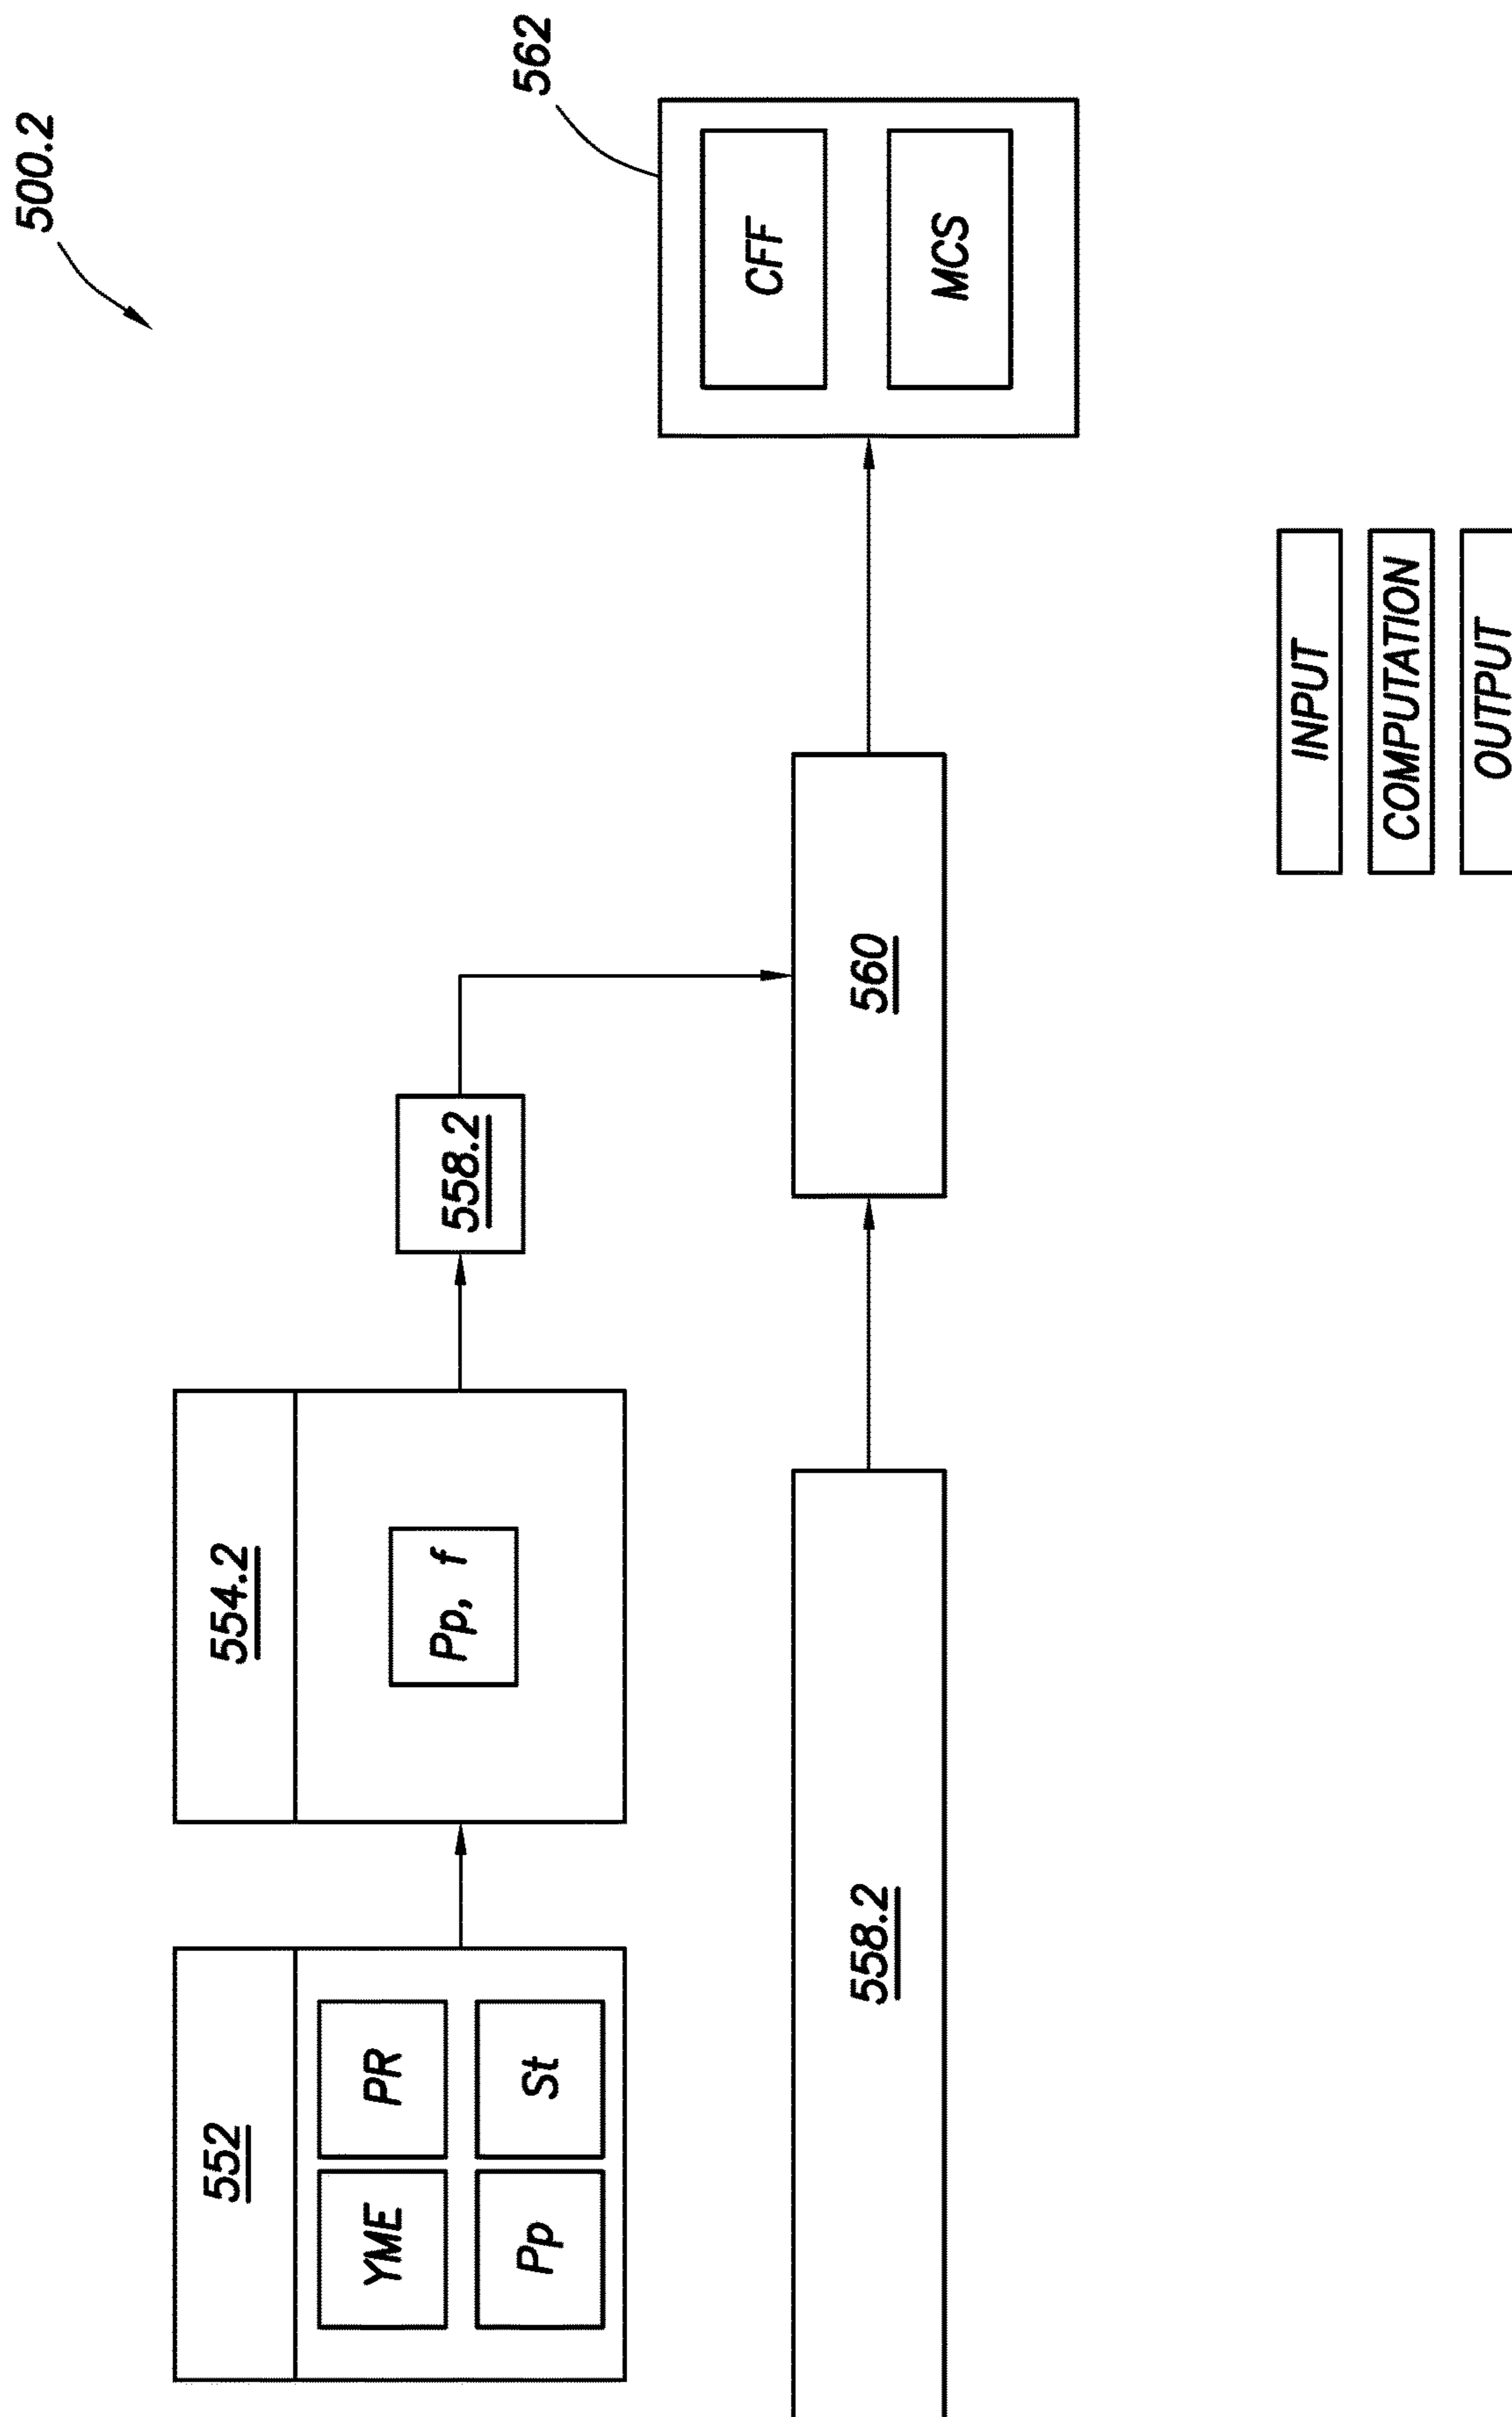 500.2
552
YME
PR
Pp
St
554.2
Pp, f
558.2
562
CFF
MCS
558.2
560
INPUT
COMPUTATION
OUTPUT